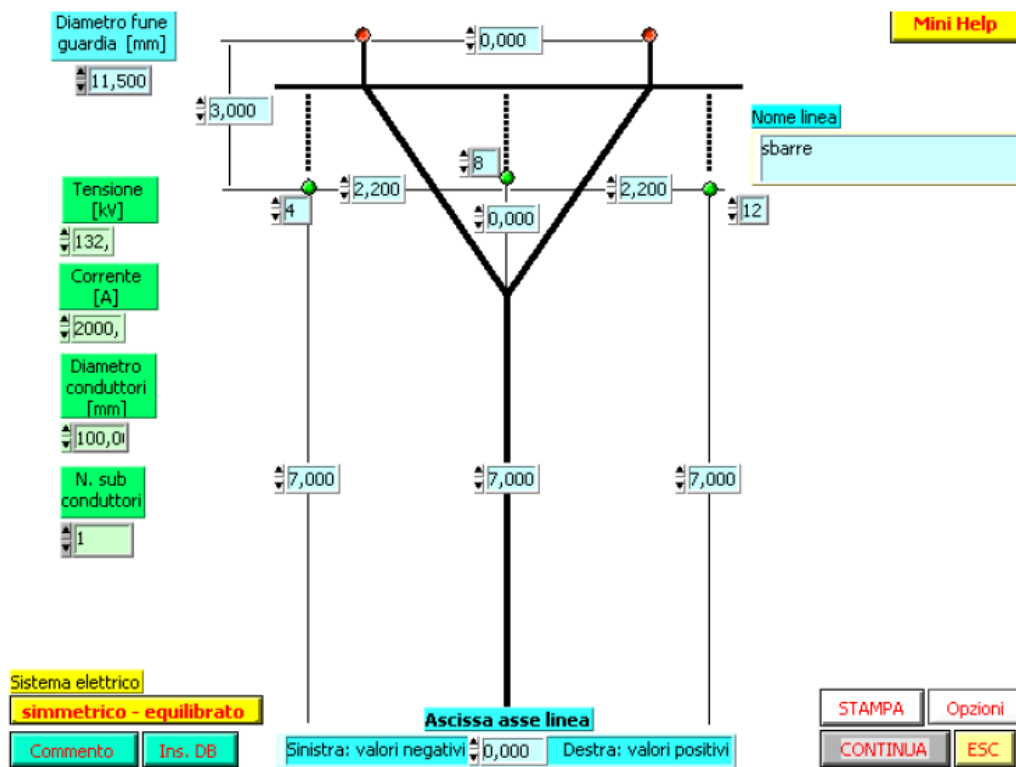 Diametro fune
guardia [mm]
11,500
0,000
Mini Help
3,000
Nome linea
sbarre
8
2,200
2,200
4
0,000
12
Tensione
[kV]
132,
Corrente
[A]
2000,
Diametro
conduttori
[mm]
100,0
N. sub
conduttori
1
7,000
7,000
7,000
Sistema elettrico
simmetrico - equilibrato
Commento
Ins. DB
Ascissa asse linea
Sinistra: valori negativi
0,000
Destra: valori positivi
STAMPA
Opzioni
CONTINUA
ESC